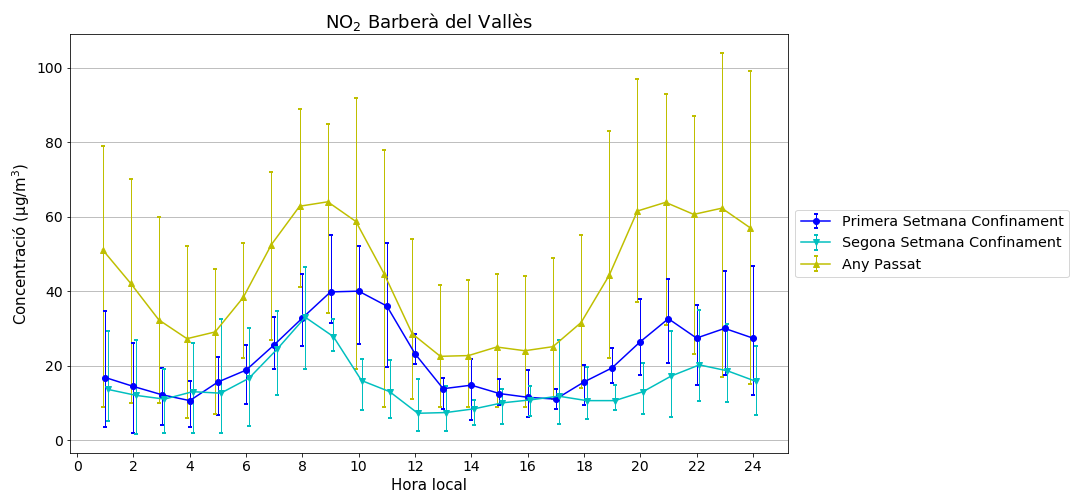 NO₂ Barberà del Vallès
Concentració (µg/m³)
100
80
60
40
20
0
0 2 4 6 8 10 12 14 16 18 20 22 24
Hora local
Primera Setmana Confinament
Segona Setmana Confinament
Any Passat